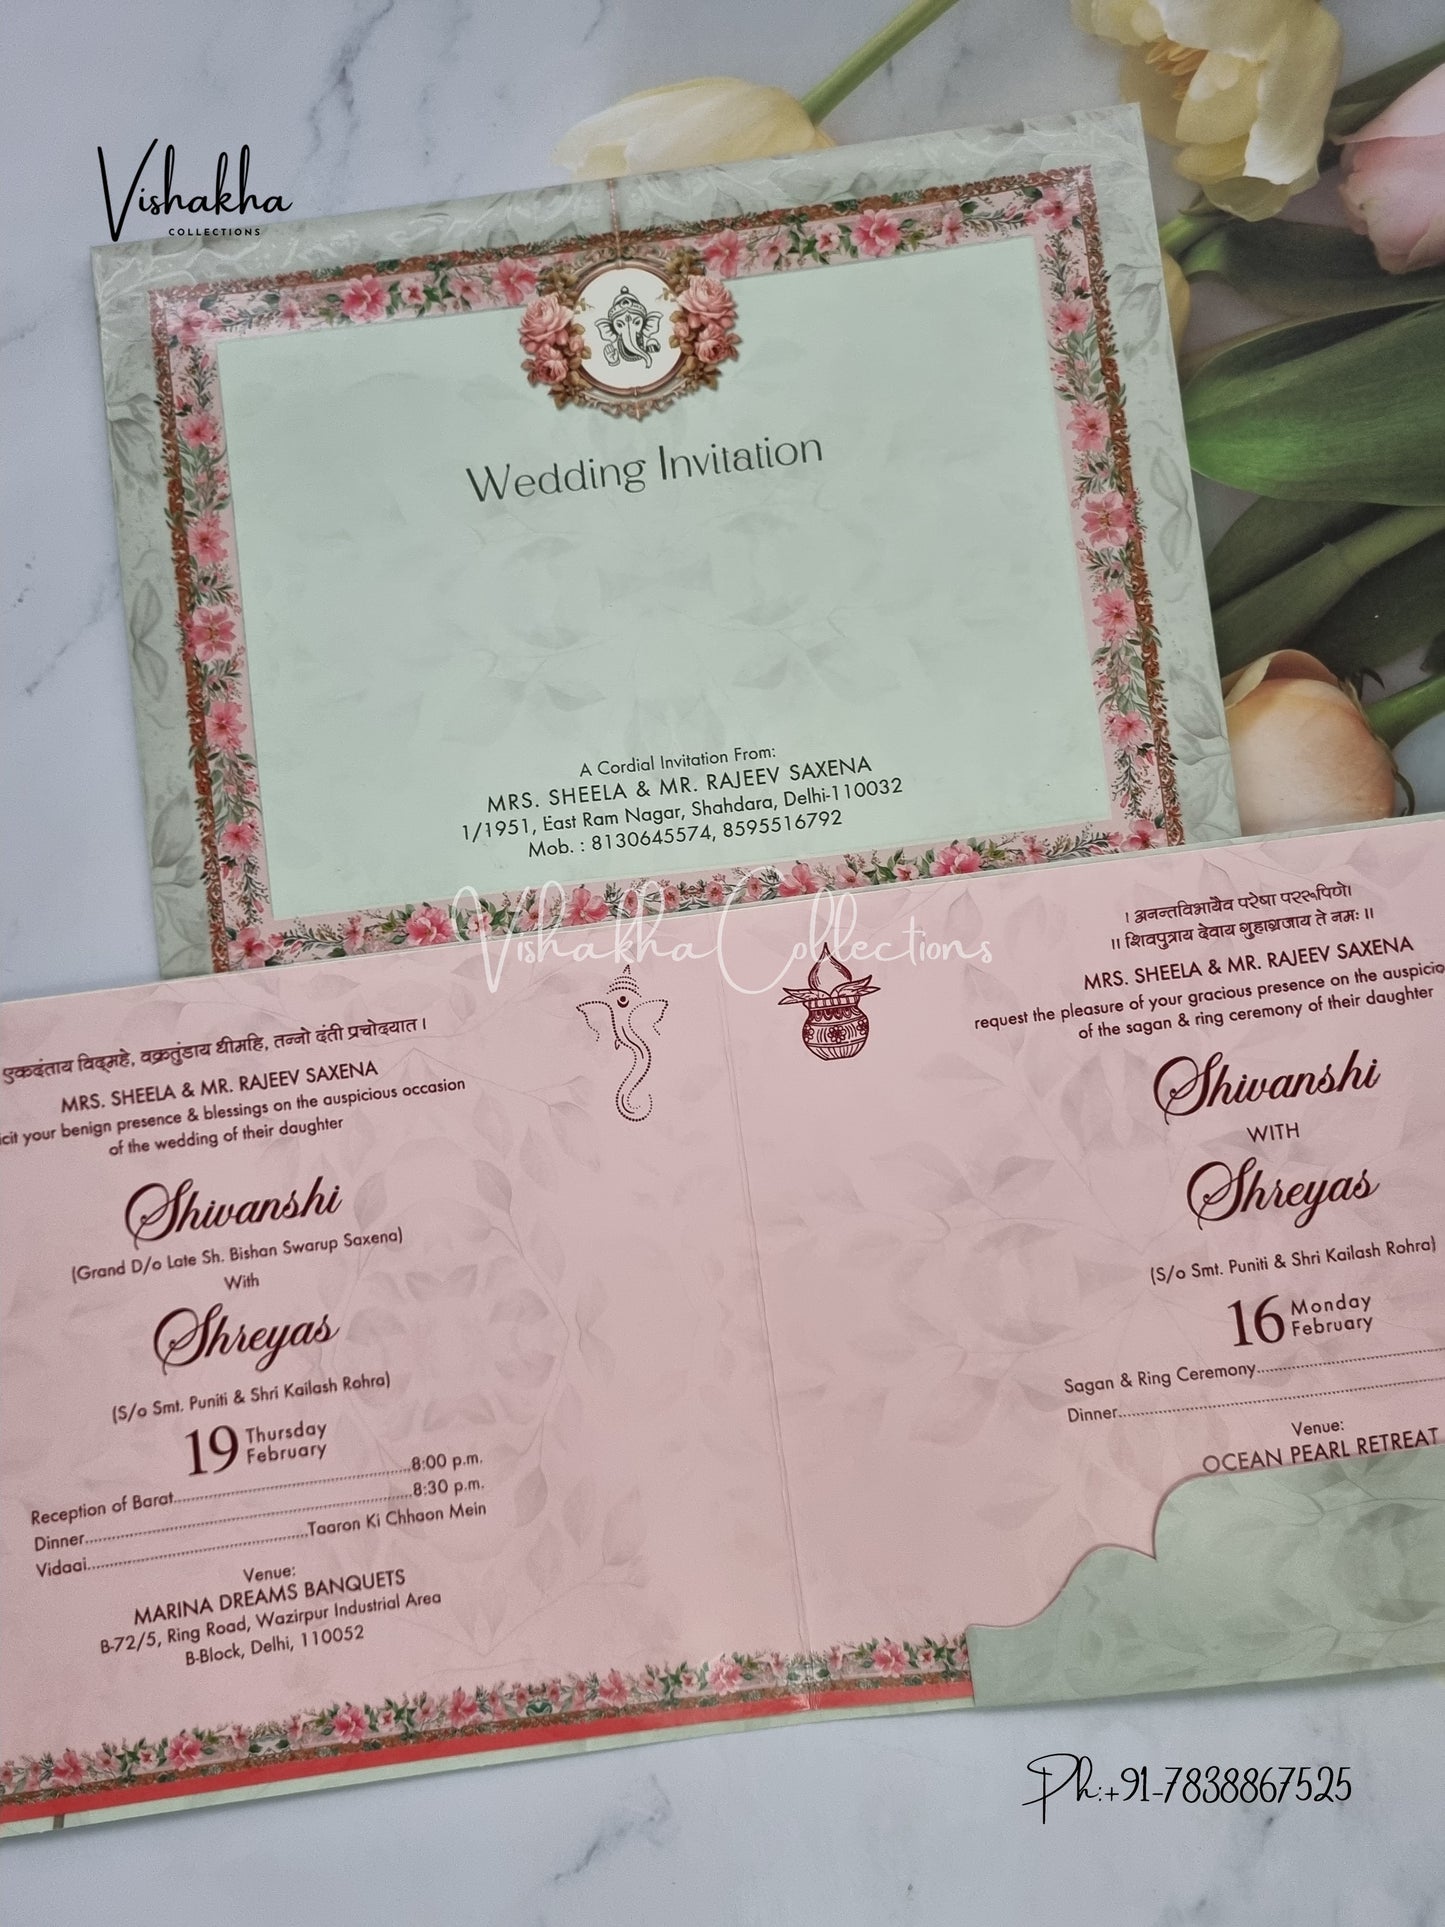 Vishakha
COLLECTIONS
Wedding Invitation
A Cordial Invitation From:
MRS. SHEELA & MR. RAJEEV SAXENA
1/1951, East Ram Nagar, Shahdara, Delhi-110032
Mob. : 8130645574, 8595516792
Vishakha Collections
एकदंताय विद्महे, वक्रतुंडाय धीमहि, तन्नो दंती प्रचोदयात।
MRS. SHEELA & MR. RAJEEV SAXENA
your benign presence & blessings on the auspicious occasion
of the wedding of their daughter
Shivanshi
(Grand D/o Late Sh. Bishan Swarup Saxena)
With
Shreyas
(S/o Smt. Puniti & Shri Kailash Rohra)
19 Thursday
February
Reception of Barat..........8:00 p.m.
Dinner..........8:30 p.m.
Vidaai..........Taaron Ki Chhaon Mein
Venue:
MARINA DREAMS BANQUETS
B-72/5, Ring Road, Wazirpur Industrial Area
B-Block, Delhi, 110052
। अनन्तविभायैव परेषा पररूपिणे।
।। शिवपुत्राय देवाय गुहाग्रजाय ते नमः ।।
MRS. SHEELA & MR. RAJEEV SAXENA
request the pleasure of your gracious presence on the
of the sagan & ring ceremony of their daughter
Shivanshi
WITH
Shreyas
(S/o Smt. Puniti & Shri Kailash Rohra)
16 Monday
February
Sagan & Ring Ceremony..........
Dinner..........
Venue:
OCEAN PEARL RETREAT
Ph:+91-7838867525